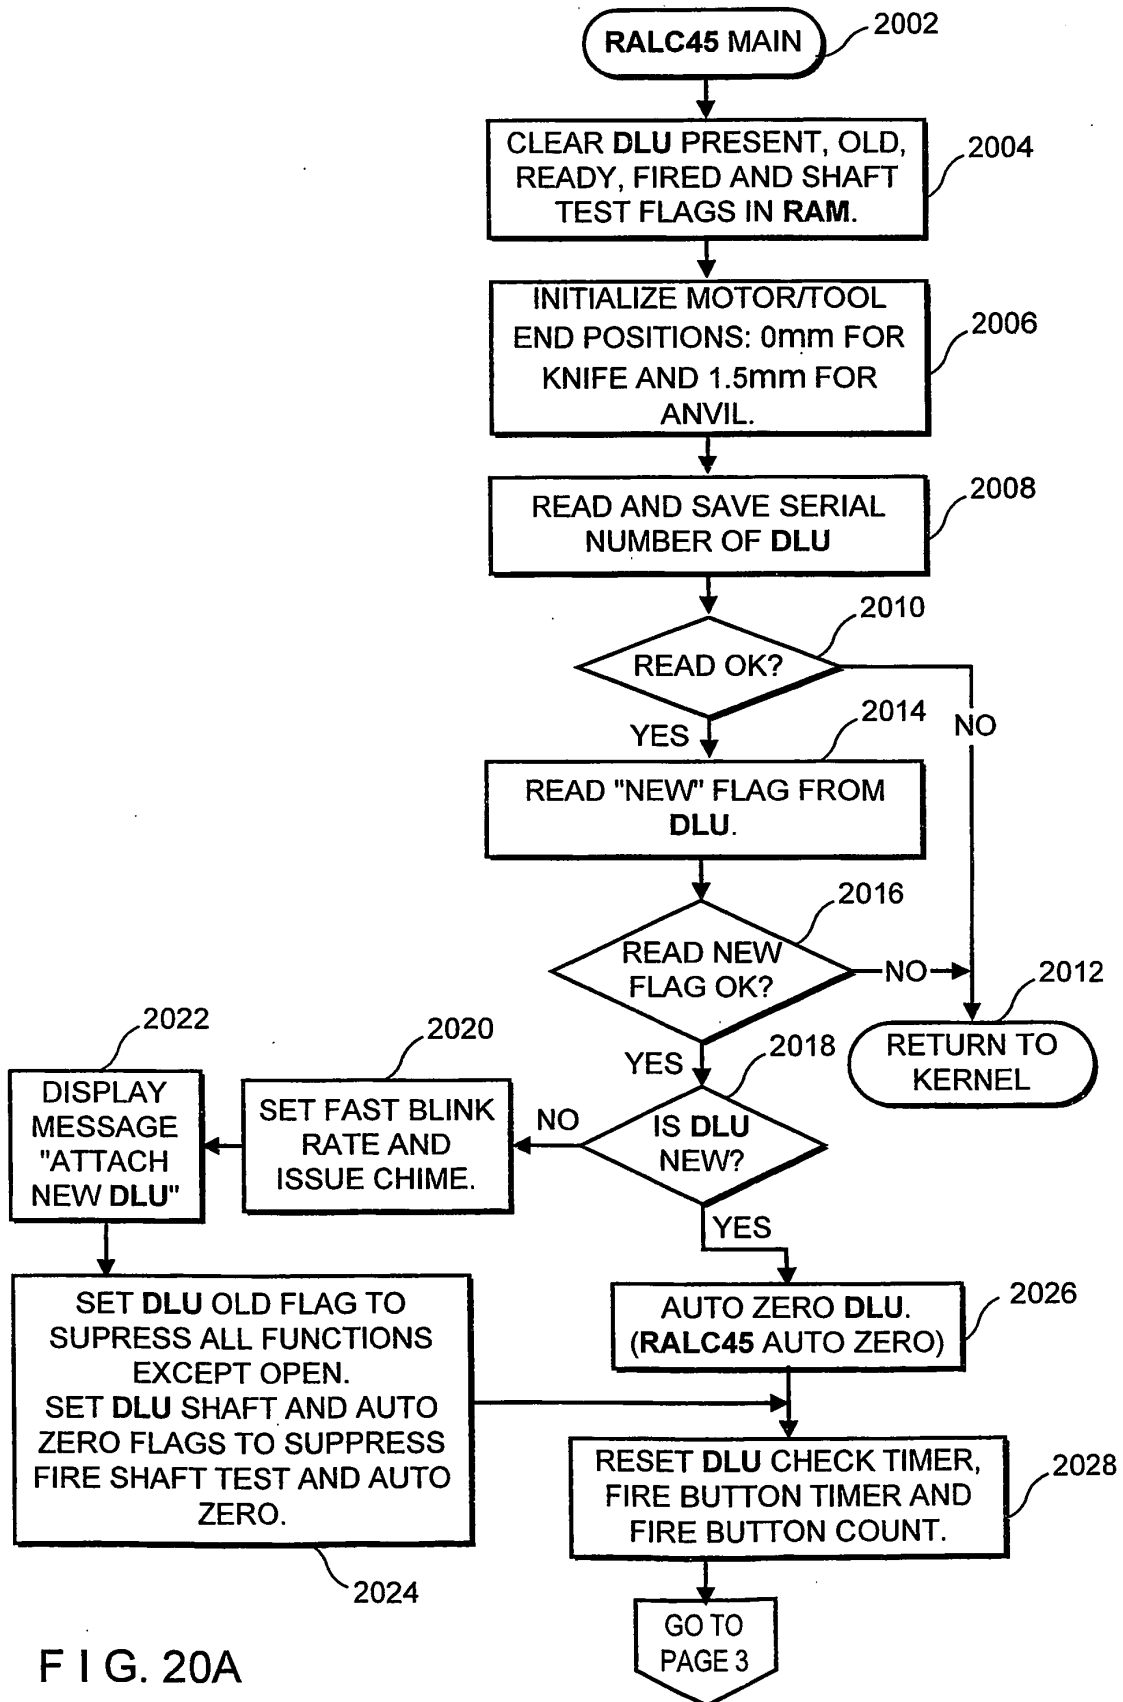 RALC45 MAIN
2002
CLEAR DLU PRESENT, OLD,
READY, FIRED AND SHAFT
TEST FLAGS IN RAM.
2004
INITIALIZE MOTOR/TOOL
END POSITIONS: 0mm FOR
KNIFE AND 1.5mm FOR
ANVIL.
2006
READ AND SAVE SERIAL
NUMBER OF DLU
2008
READ OK?
2010
NO
YES
2014
READ "NEW" FLAG FROM
DLU.
2016
READ NEW
FLAG OK?
NO
2012
RETURN TO
KERNEL
YES
2018
IS DLU
NEW?
NO
2020
SET FAST BLINK
RATE AND
ISSUE CHIME.
2022
DISPLAY
MESSAGE
"ATTACH
NEW DLU"
YES
SET DLU OLD FLAG TO
SUPRESS ALL FUNCTIONS
EXCEPT OPEN.
SET DLU SHAFT AND AUTO
ZERO FLAGS TO SUPPRESS
FIRE SHAFT TEST AND AUTO
ZERO.
2024
AUTO ZERO DLU.
(RALC45 AUTO ZERO)
2026
RESET DLU CHECK TIMER,
FIRE BUTTON TIMER AND
FIRE BUTTON COUNT.
2028
GO TO
PAGE 3
FIG. 20A